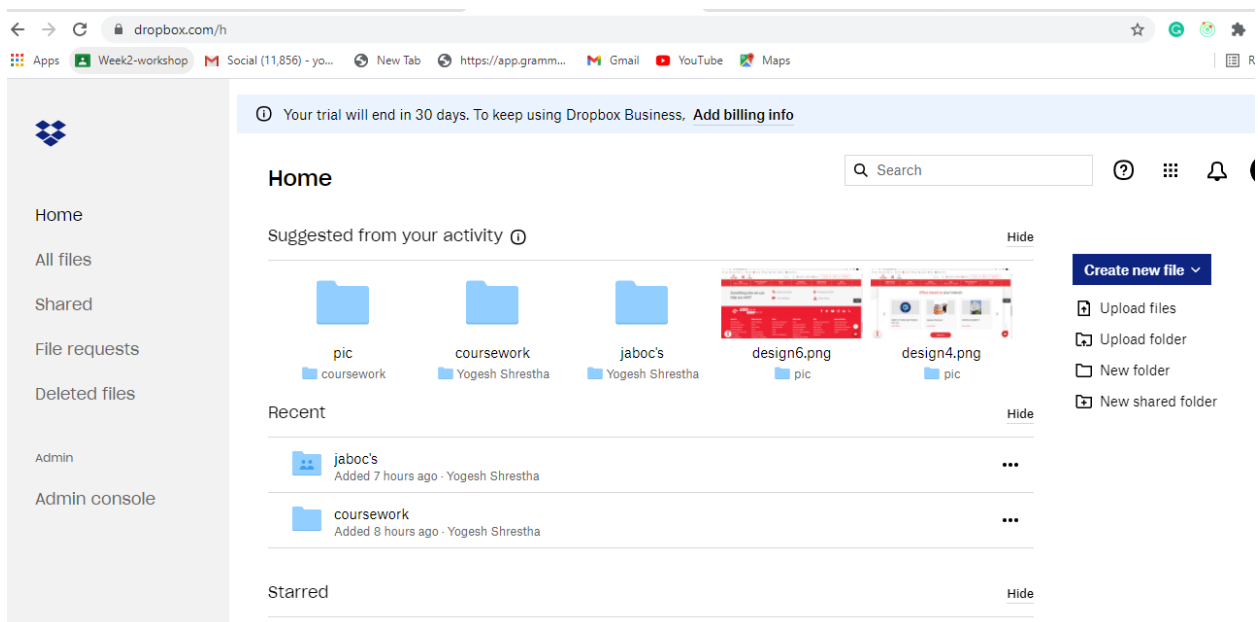 dropbox.com/h
Apps Week2-workshop Social (11,856) - yo... New Tab https://app.gramm... Gmail YouTube Maps R
Your trial will end in 30 days. To keep using Dropbox Business, Add billing info
Home
Search
Home
All files
Shared
File requests
Deleted files
Admin
Admin console
Suggested from your activity
Hide
pic
coursework
coursework
Yogesh Shrestha
jaboc's
Yogesh Shrestha
design6.png
pic
design4.png
pic
Recent
Hide
jaboc's
Added 7 hours ago · Yogesh Shrestha
coursework
Added 8 hours ago · Yogesh Shrestha
Starred
Hide
Create new file
Upload files
Upload folder
New folder
New shared folder